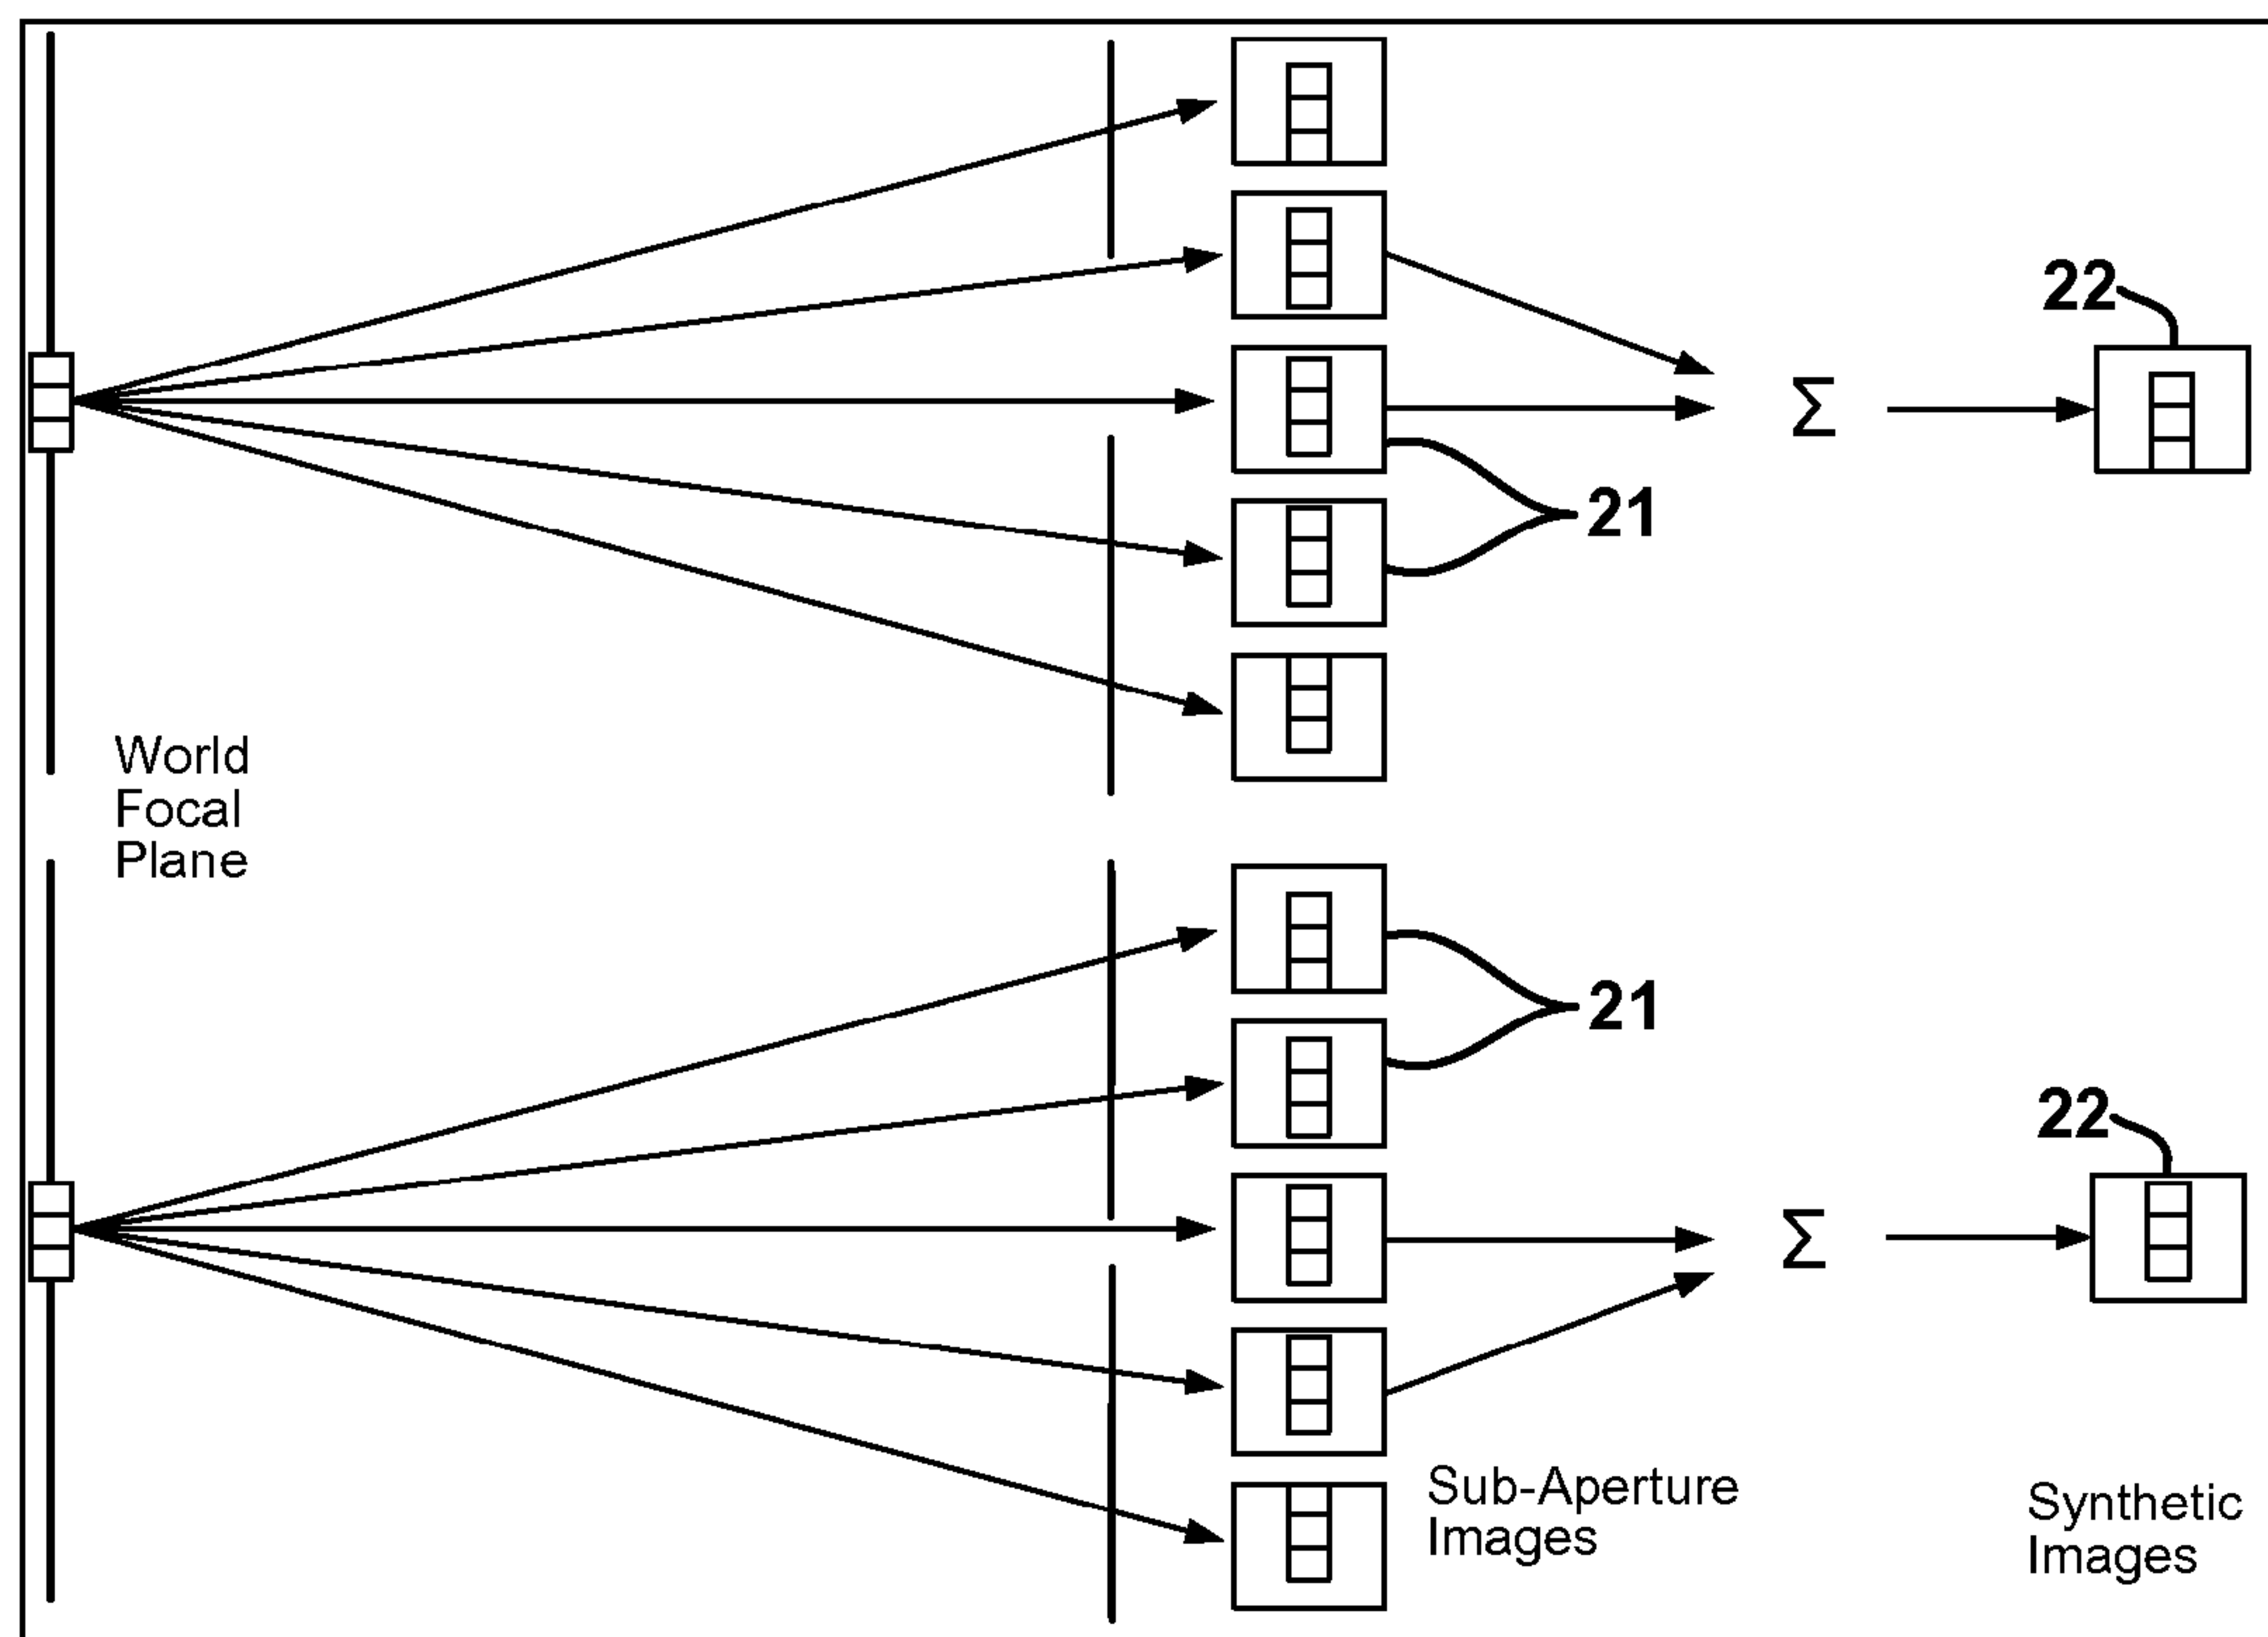 22
Σ
21
World
Focal
Plane
21
22
Σ
Sub-Aperture
Images
Synthetic
Images